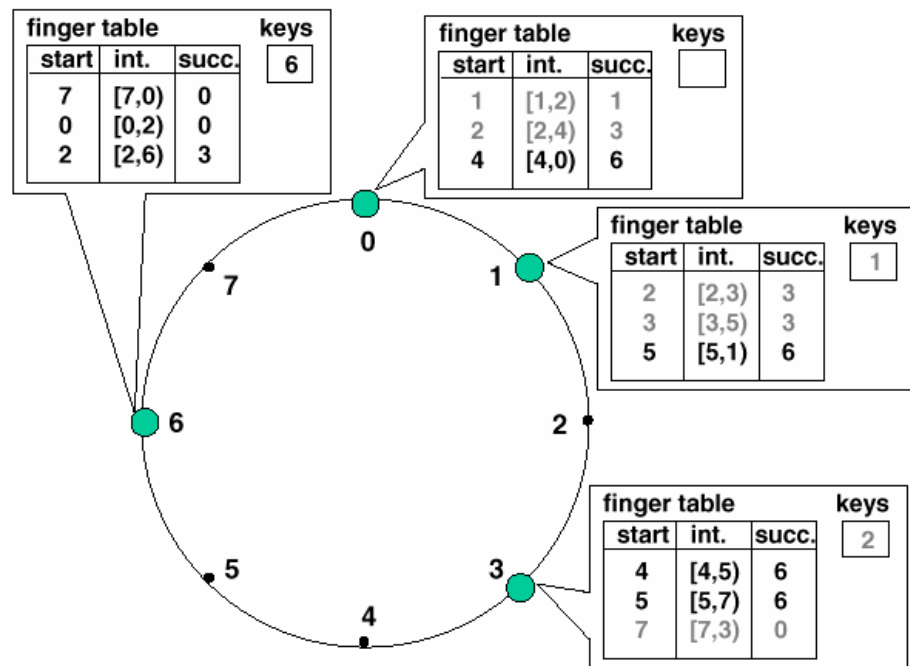 finger table keys
start int. succ. 6
7 [7,0) 0
0 [0,2) 0
2 [2,6) 3
finger table keys
start int. succ.
1 [1,2) 1
2 [2,4) 3
4 [4,0) 6
finger table keys
start int. succ. 1
2 [2,3) 3
3 [3,5) 3
5 [5,1) 6
finger table keys
start int. succ. 2
4 [4,5) 6
5 [5,7) 6
7 [7,3) 0
0
1
2
3
4
5
6
7